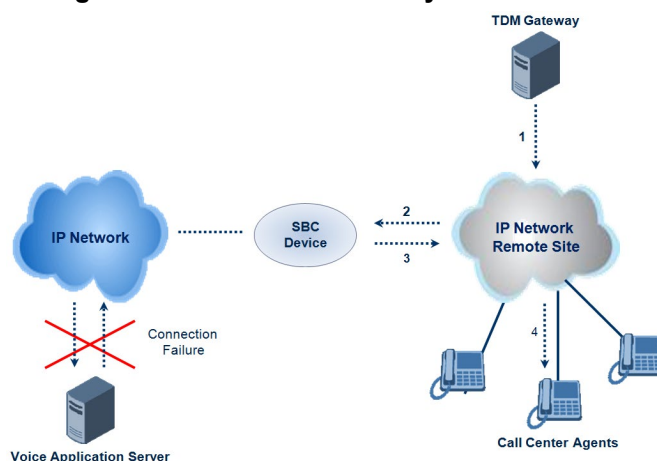 TDM Gateway
1
IP Network
SBC
Device
2
3
IP Network
Remote Site
Connection
Failure
4
Voice Application Server
Call Center Agents